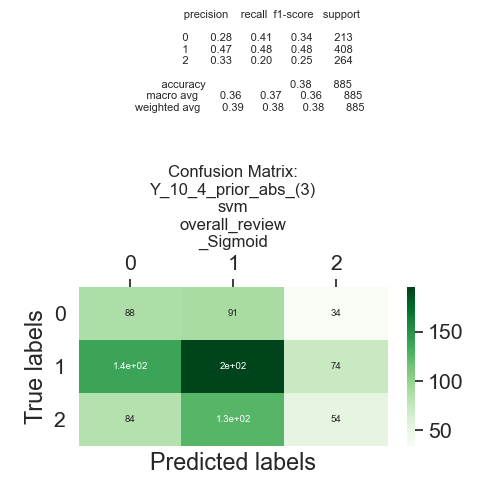 precision recall f1-score support
0 0.28 0.41 0.34 213
1 0.47 0.48 0.48 408
2 0.33 0.20 0.25 264
accuracy 0.38 885
macro avg 0.36 0.37 0.36 885
weighted avg 0.39 0.38 0.38 885
Confusion Matrix:
Y_10_4_prior_abs_(3)
svm
overall_review
_Sigmoid
0 1 2
0 88 91 34
1 1.4e+02 2e+02 74
2 84 1.3e+02 54
True labels
Predicted labels
150
100
50